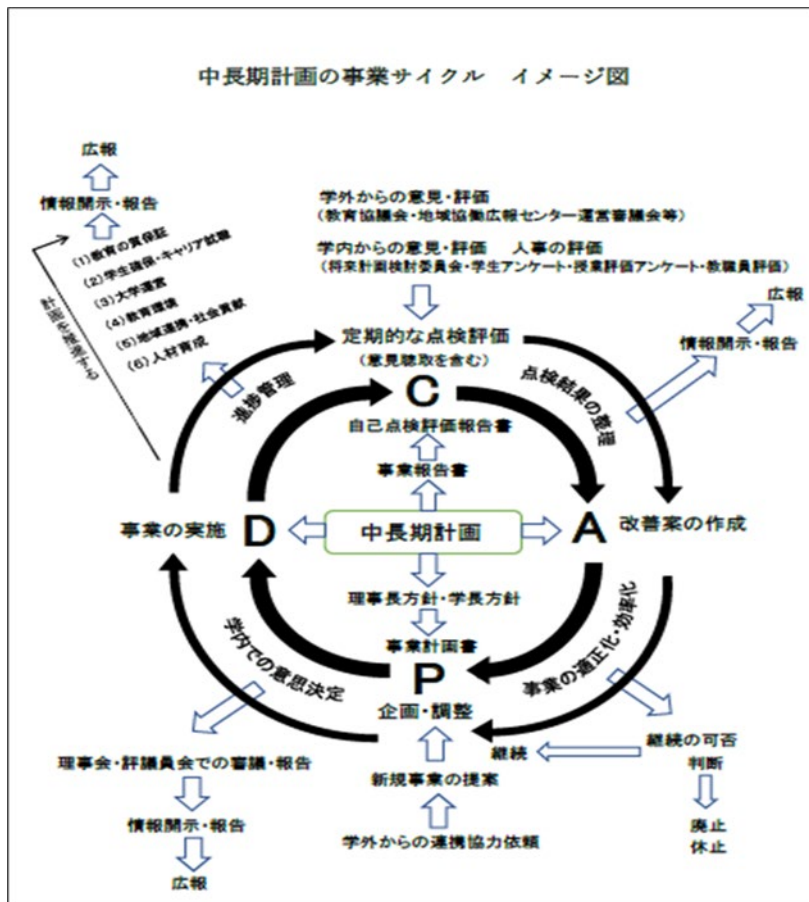 中長期計画の事業サイクル　イメージ図
広報
情報開示・報告
(1)教育の質保証
(2)学生確保・キャリア試職
(3)大学運営
(4)教育環境
(5)地域連携・社会貢献
(6)人材育成
計画を推進する
学外からの意見・評価
(教育協議会・地域協働広報センター運営審議会等)
学内からの意見・評価　人事の評価
(将来計画検討委員会・学生アンケート・授業評価アンケート・教職員評価)
広報
情報開示・報告
定期的な点検評価
(意見聴取を含む)
進捗管理
C
点検結果の整理
自己点検評価報告書
事業報告書
事業の実施
D
中長期計画
A
改善案の作成
理事長方針・学長方針
事業計画書
学内での意思決定
P
事業の適正化・効率化
企画・調整
理事会・評議員会での審議・報告
情報開示・報告
広報
継続
継続の可否
判断
廃止
休止
新規事業の提案
学外からの連携協力依頼